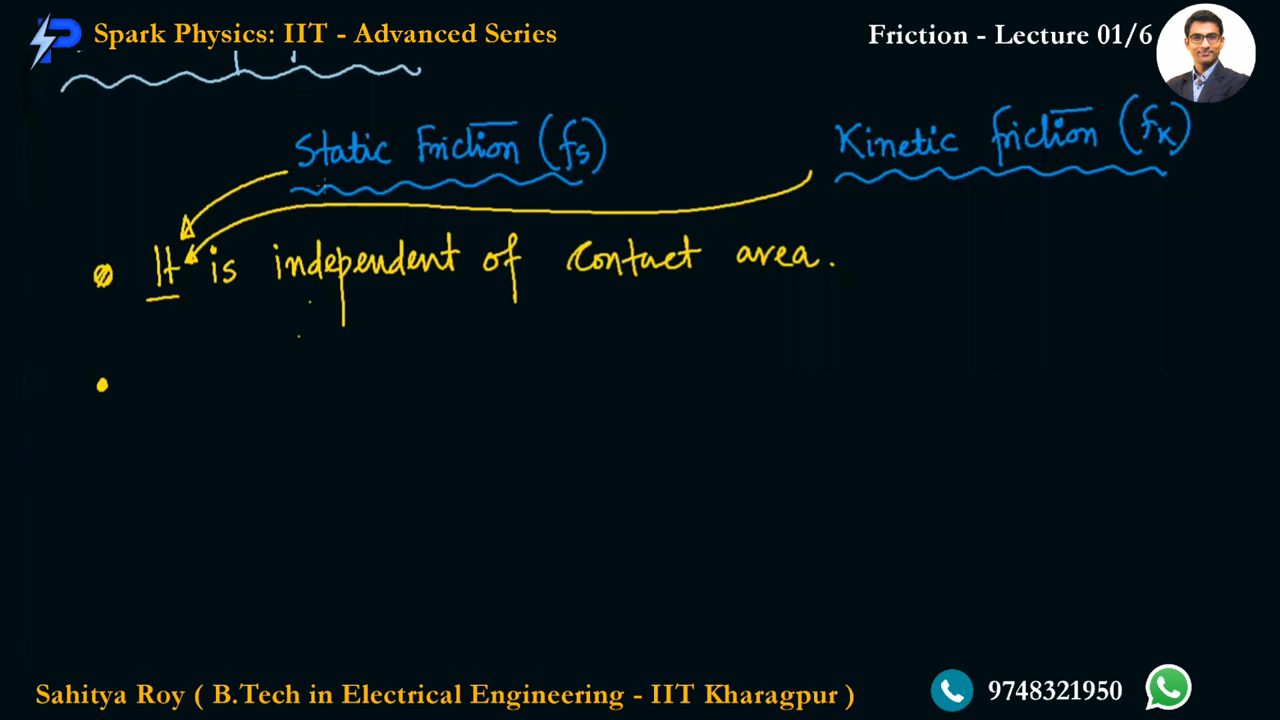 Spark Physics: IIT - Advanced Series
Friction - Lecture 01/6
Static Friction (fs)
Kinetic friction (fK)
It is independent of Contact area.
Sahitya Roy ( B.Tech in Electrical Engineering - IIT Kharagpur )
9748321950